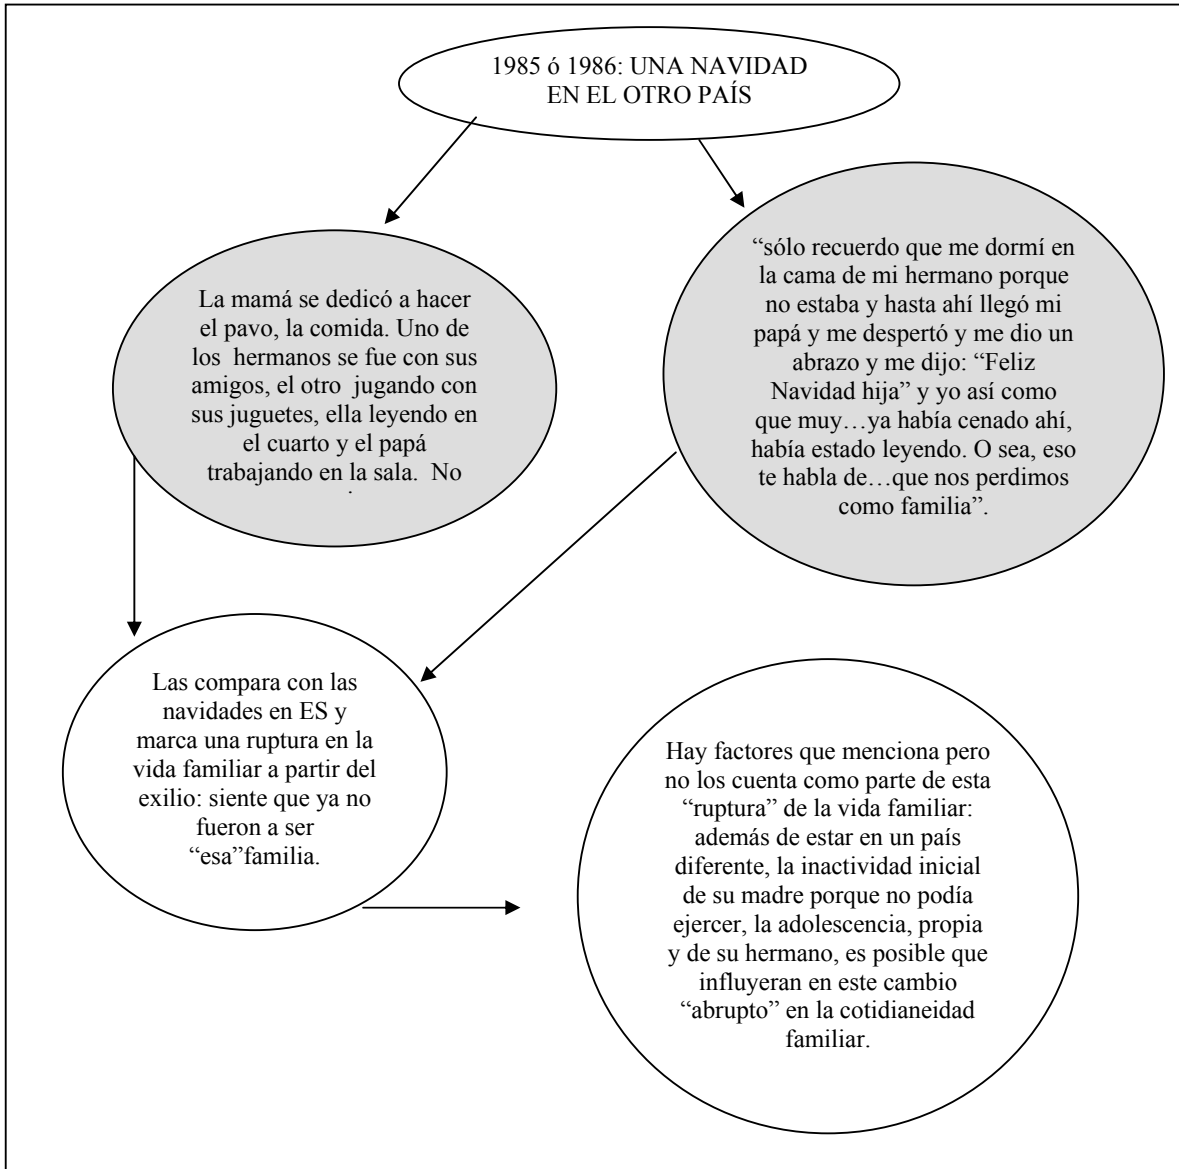 1985 ó 1986: UNA NAVIDAD
EN EL OTRO PAÍS
La mamá se dedicó a hacer
el pavo, la comida. Uno de
los hermanos se fue con sus
amigos, el otro jugando con
sus juguetes, ella leyendo en
el cuarto y el papá
trabajando en la sala. No
“sólo recuerdo que me dormí en
la cama de mi hermano porque
no estaba y hasta ahí llegó mi
papá y me despertó y me dio un
abrazo y me dijo: “Feliz
Navidad hija” y yo así como
que muy…ya había cenado ahí,
había estado leyendo. O sea, eso
te habla de…que nos perdimos
como familia”.
Las compara con las
navidades en ES y
marca una ruptura en la
vida familiar a partir del
exilio: siente que ya no
fueron a ser
“esa”familia.
Hay factores que menciona pero
no los cuenta como parte de esta
“ruptura” de la vida familiar:
además de estar en un país
diferente, la inactividad inicial
de su madre porque no podía
ejercer, la adolescencia, propia
y de su hermano, es posible que
influyeran en este cambio
“abrupto” en la cotidianeidad
familiar.